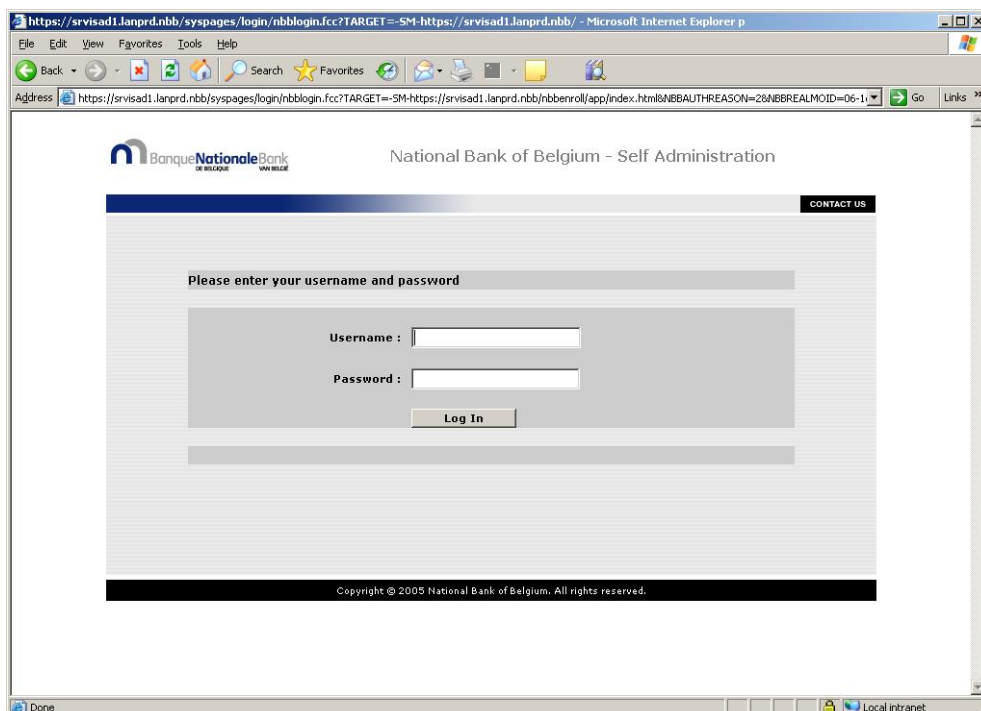 https://srvisad1.lanprd.nbb/syspages/login/nbblogin.fcc?TARGET=-SM-https://srvisad1.lanprd.nbb/ - Microsoft Internet Explorer p
File Edit View Favorites Tools Help
Back Search Favorites
Address https://srvisad1.lanprd.nbb/syspages/login/nbblogin.fcc?TARGET=-SM-https://srvisad1.lanprd.nbb/nbbenroll/app/index.html&NBBAUTHREASON=2&NBBREALMOID=06-1 Go Links »
BanqueNationaleBank National Bank of Belgium - Self Administration
DE BELGIQUE VAN BELGIË
CONTACT US
Please enter your username and password
Username :
Password :
Log In
Copyright © 2005 National Bank of Belgium. All rights reserved.
Done Local intranet